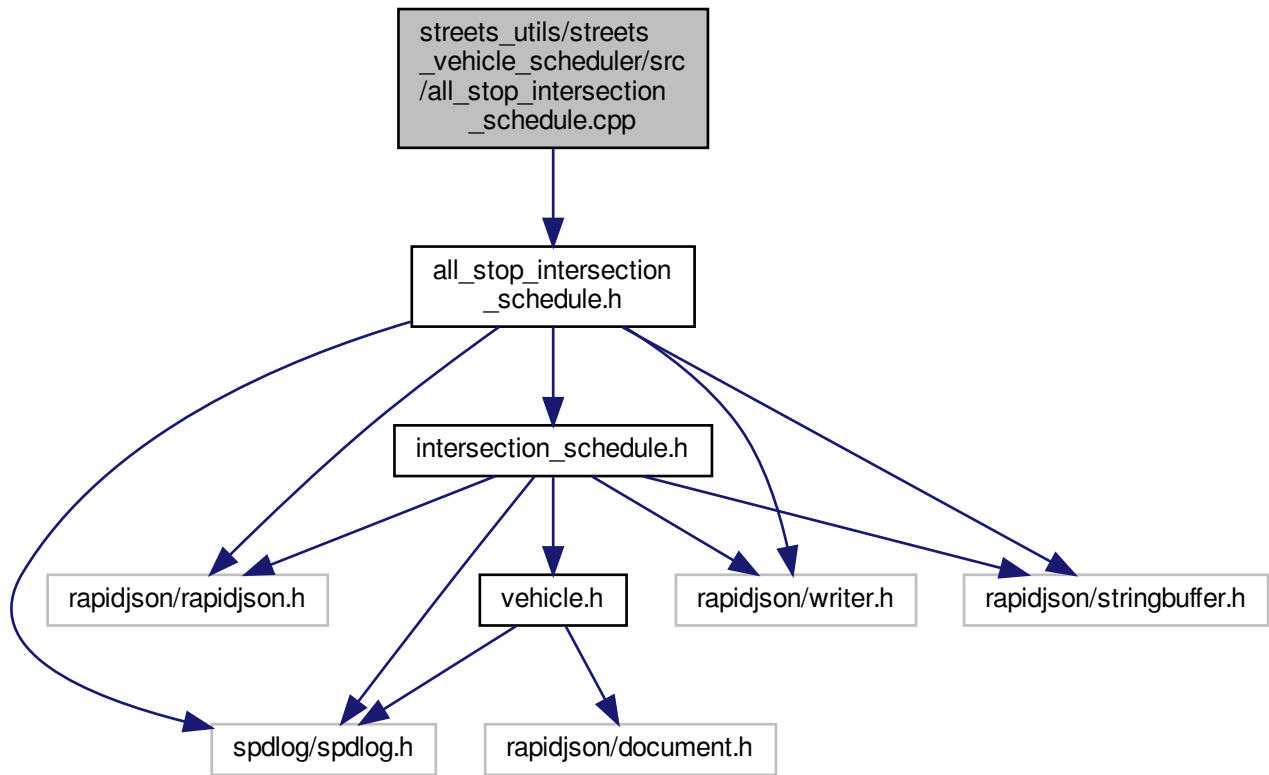 streets_utils/streets
_vehicle_scheduler/src
/all_stop_intersection
_schedule.cpp
all_stop_intersection
_schedule.h
intersection_schedule.h
rapidjson/rapidjson.h
vehicle.h
rapidjson/writer.h
rapidjson/stringbuffer.h
spdlog/spdlog.h
rapidjson/document.h